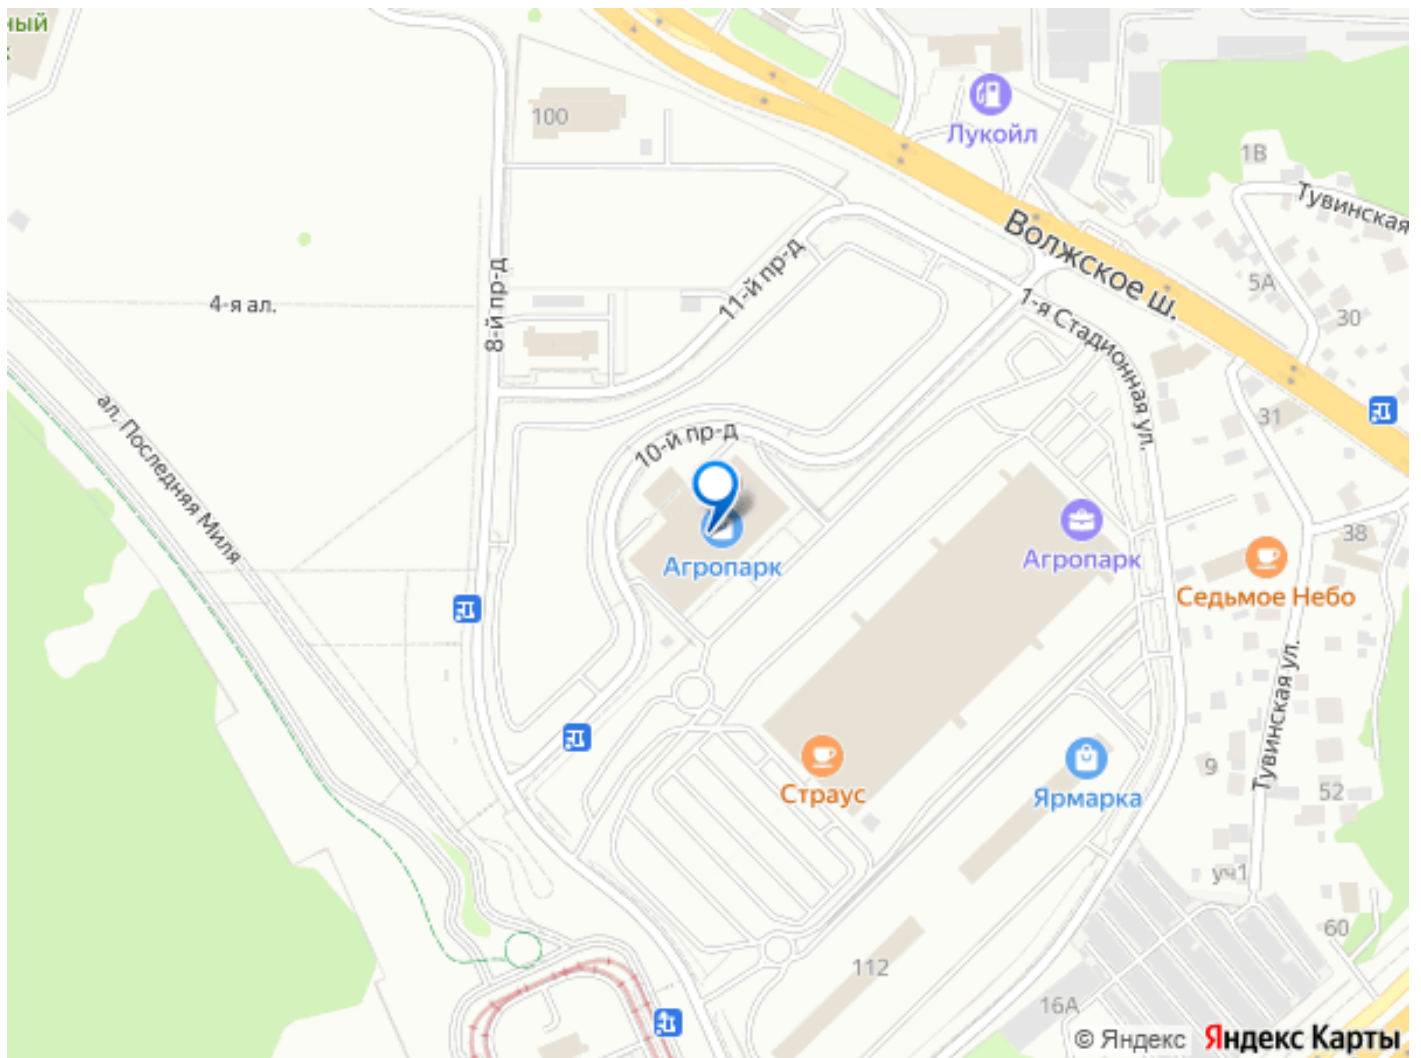 ный
к
100
Лукойл
1В
Тувинская
Волжское ш.
5А
30
4-я ал.
8-й пр-д
11-й пр-д
1-я Стадионная ул.
31
ал. Последняя Миля
10-й пр-д
Агропарк
Агропарк
38
Седьмое Небо
Тувинская ул.
Страус
Ярмарка
9
52
уч1
60
112
16А
© Яндекс Яндекс Карты